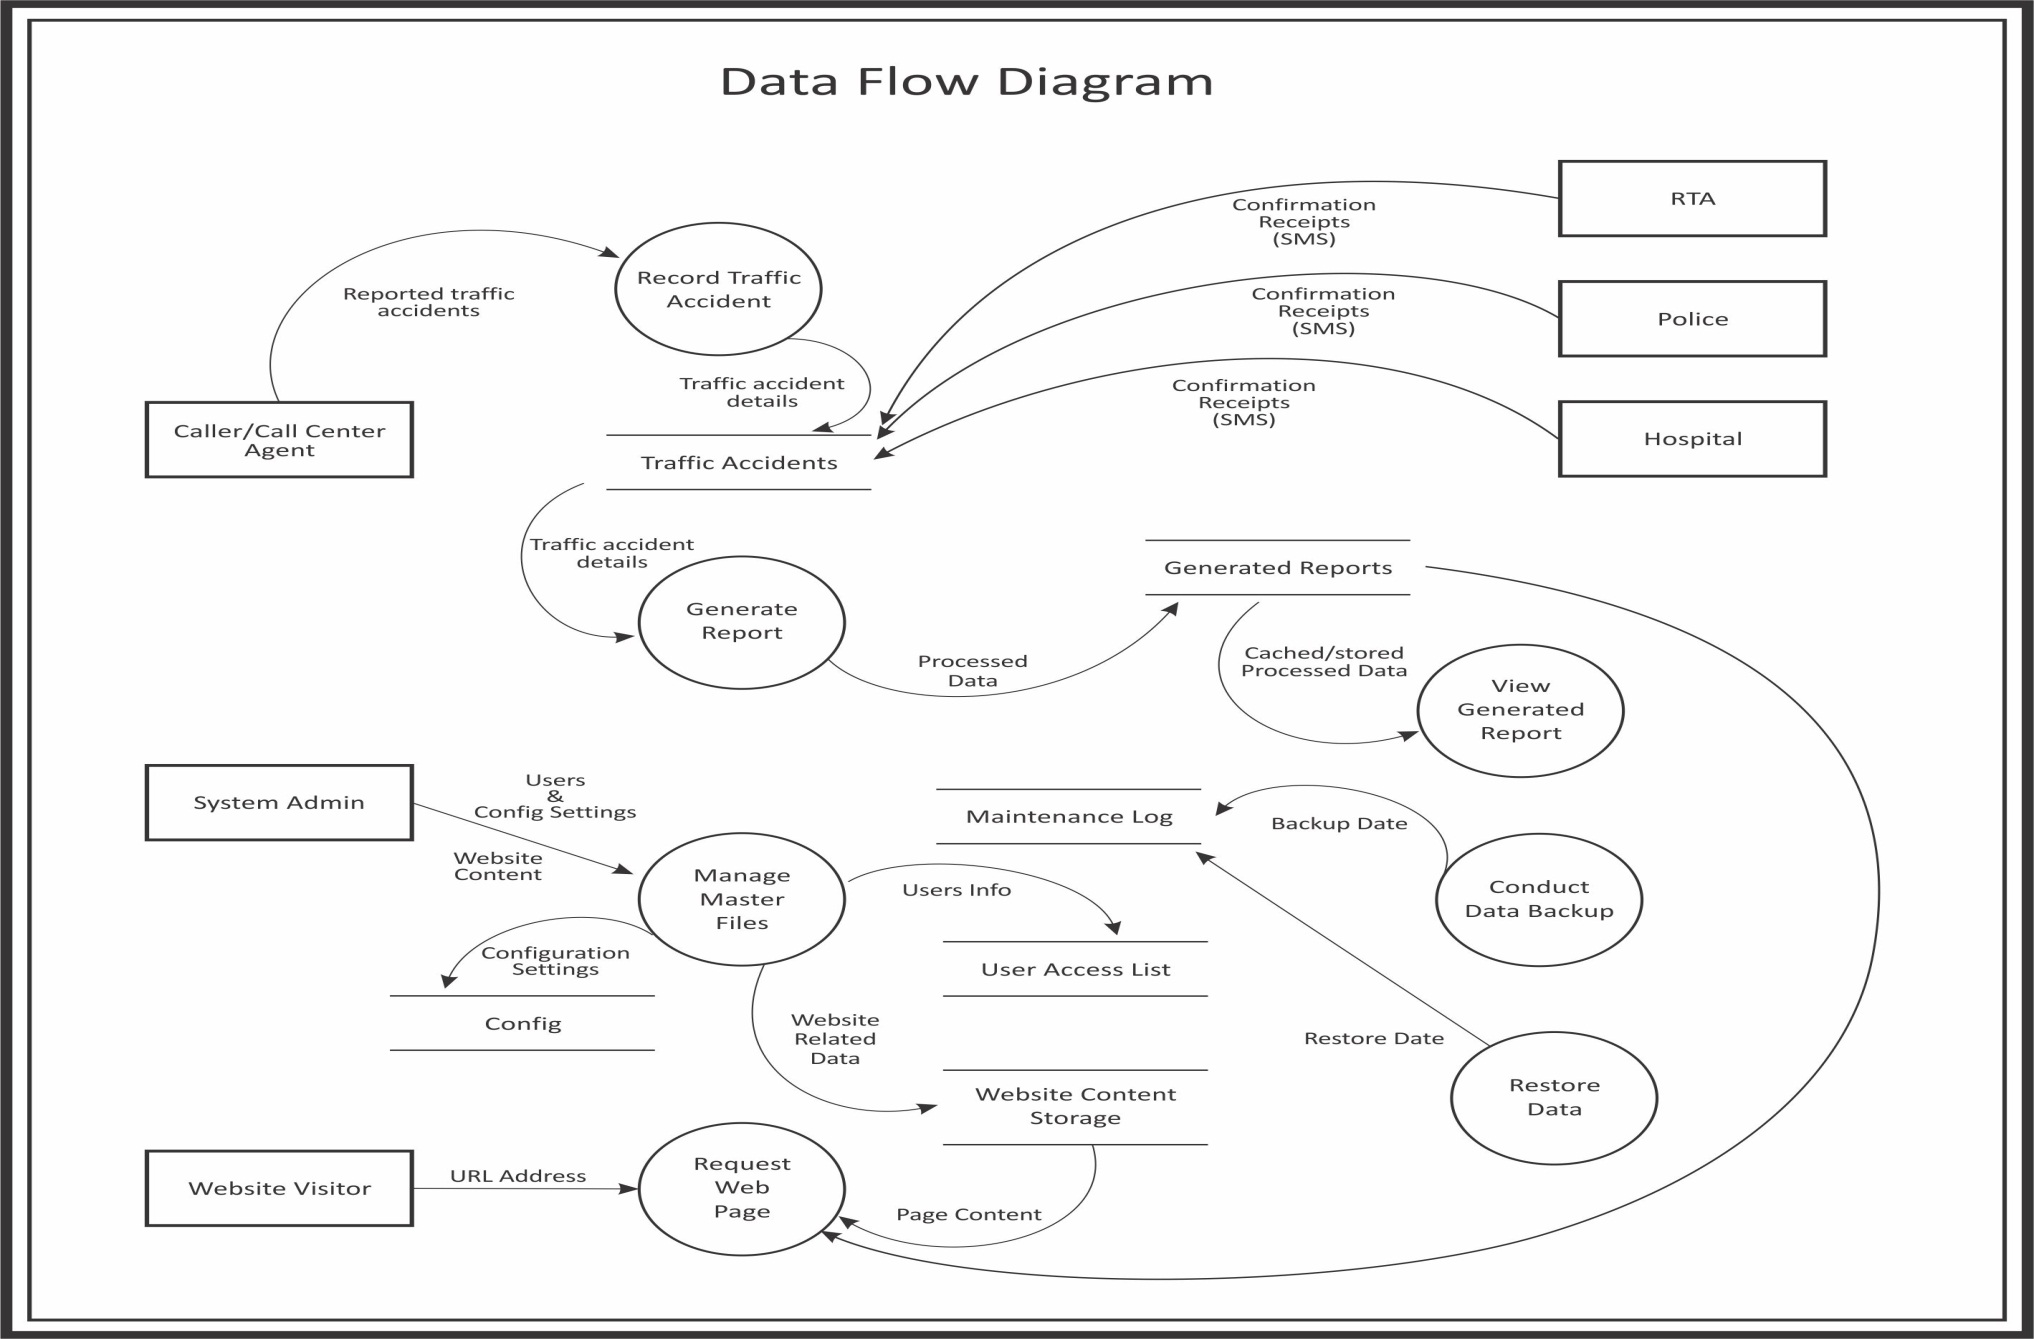 Data Flow Diagram
RTA
Confirmation
Receipts
(SMS)
Record Traffic
Accident
Reported traffic
accidents
Confirmation
Receipts
(SMS)
Police
Traffic accident
details
Confirmation
Receipts
(SMS)
Caller/Call Center
Agent
Hospital
Traffic Accidents
Traffic accident
details
Generated Reports
Generate
Report
Processed
Data
Cached/stored
Processed Data
View
Generated
Report
System Admin
Users
&
Config Settings
Website
Content
Maintenance Log
Backup Date
Manage
Master
Files
Users Info
Conduct
Data Backup
Configuration
Settings
User Access List
Config
Website
Related
Data
Restore Date
Website Content
Storage
Restore
Data
Website Visitor
URL Address
Request
Web
Page
Page Content